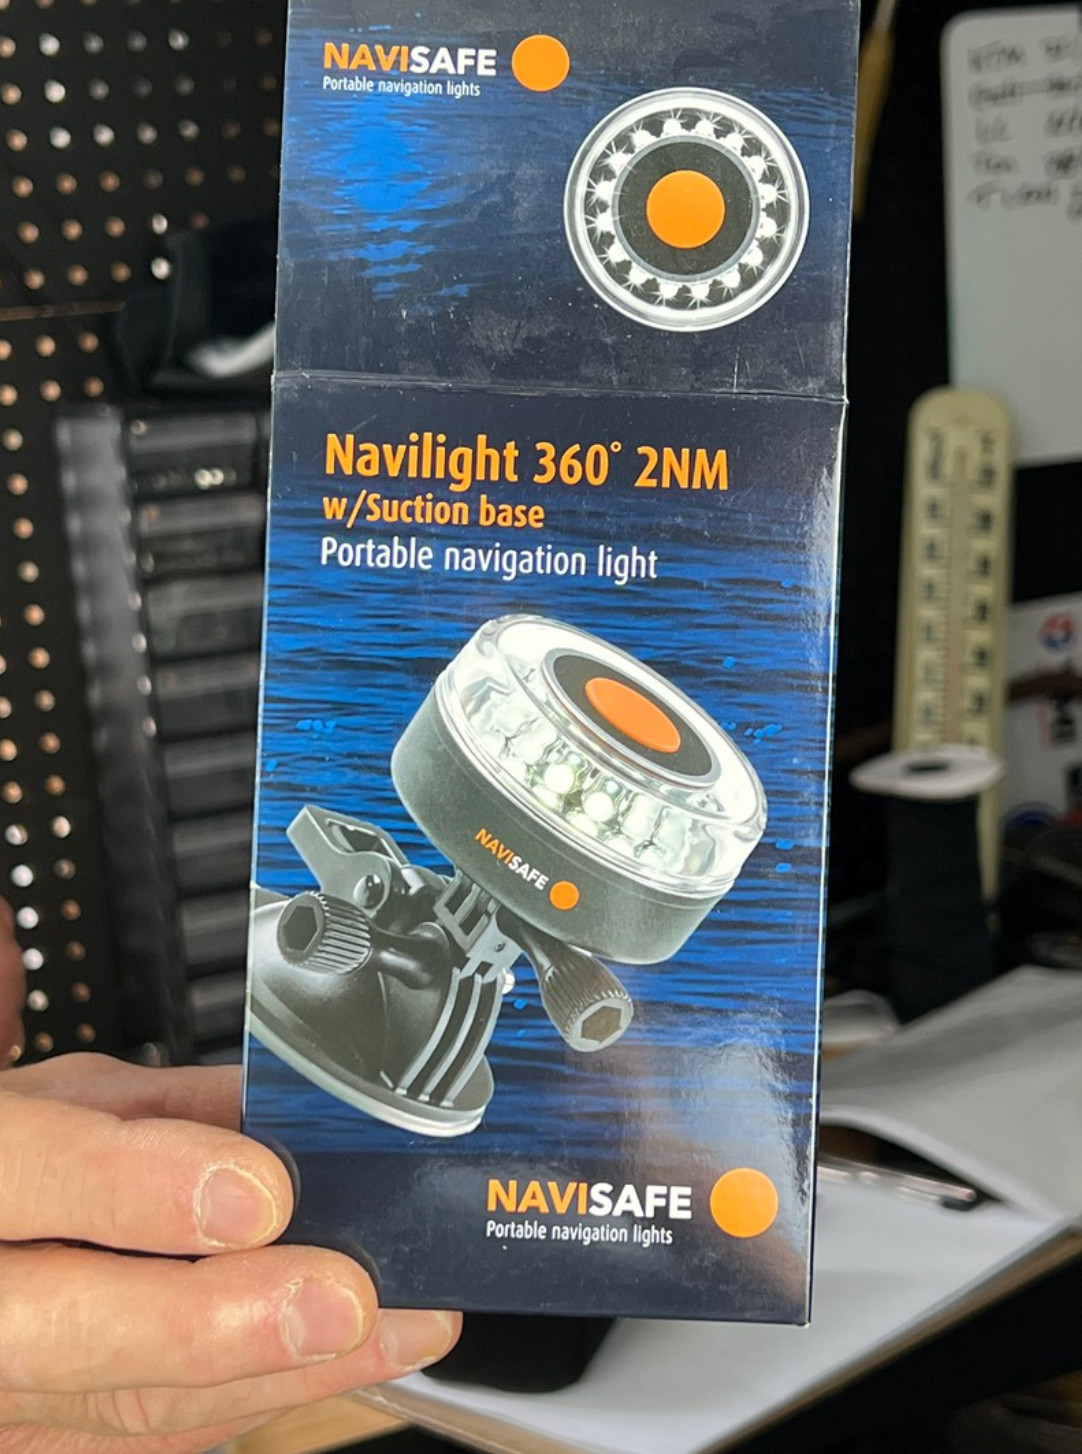 NAVISAFE
Portable navigation lights
Navilight 360° 2NM
w/Suction base
Portable navigation light
NAVISAFE
NAVISAFE
Portable navigation lights